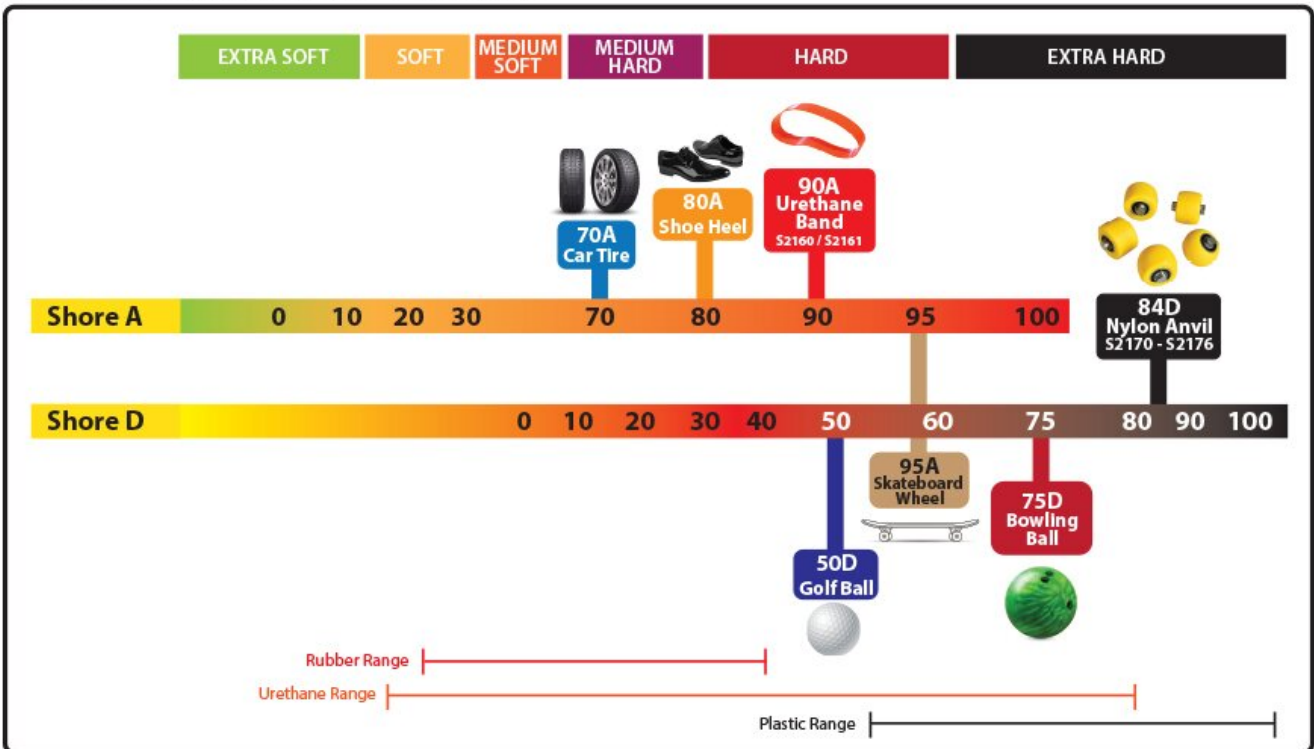 EXTRA SOFT
SOFT
MEDIUM
SOFT
MEDIUM
HARD
HARD
EXTRA HARD
70A
Car Tire
80A
Shoe Heel
90A
Urethane
Band
S2160 / S2161
84D
Nylon Anvil
S2170 - S2176
Shore A 0 10 20 30 70 80 90 95 100
Shore D 0 10 20 30 40 50 60 75 80 90 100
50D
Golf Ball
95A
Skateboard
Wheel
75D
Bowling
Ball
Rubber Range
Urethane Range
Plastic Range